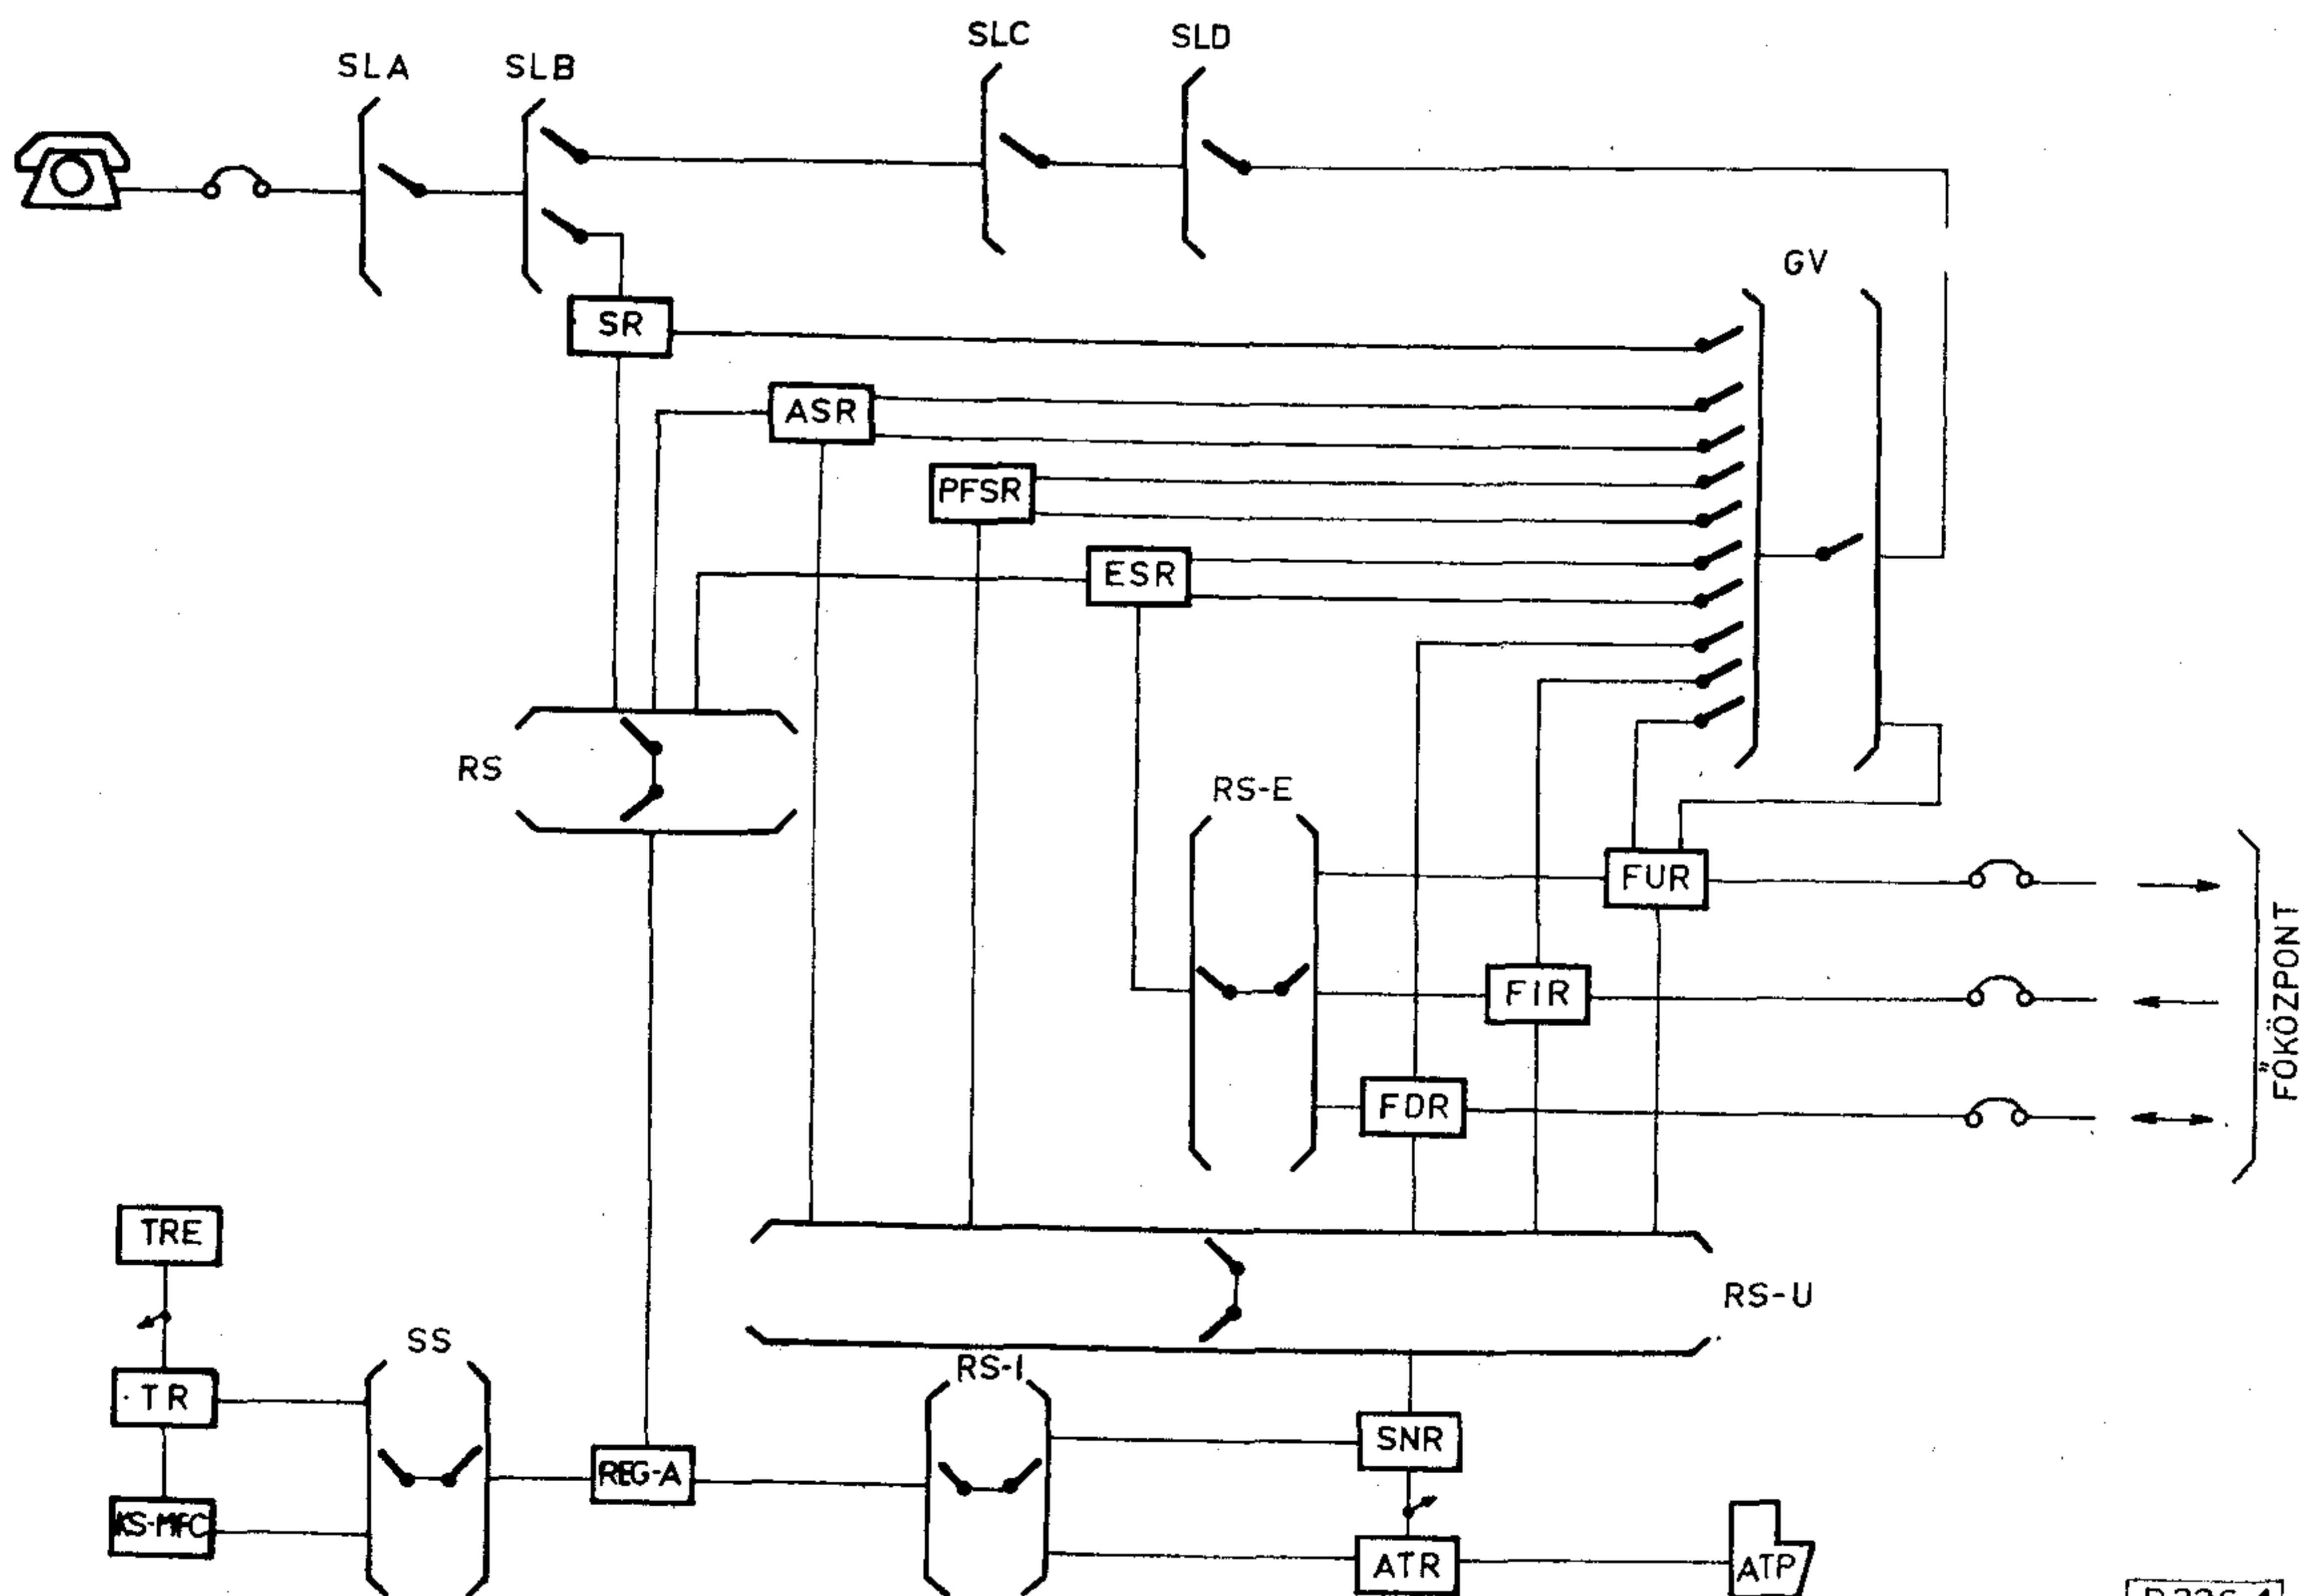 SLC
SLD
SLA
SLB
GV
SR
ASR
PFSR
ESR
RS
RS-E
FUR
FIR
FDR
FŐKÖZPONT
TRE
RS-U
SS
RS-I
TR
SNR
REG-A
KS-MFC
ATR
ATP